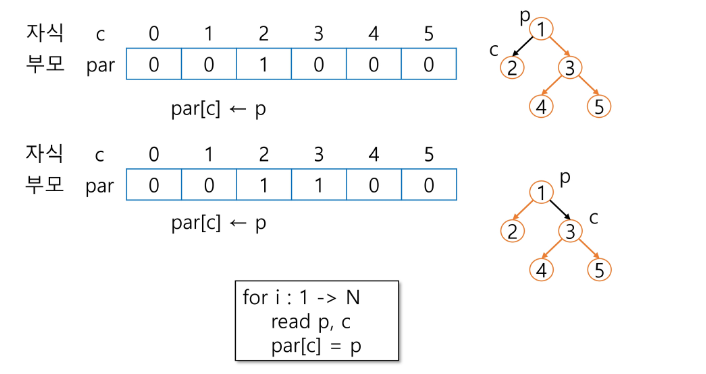 자식 c 0 1 2 3 4 5
부모 par 0 0 1 0 0 0
par[c] ← p
p
1
c
2 3
4 5
자식 c 0 1 2 3 4 5
부모 par 0 0 1 1 0 0
par[c] ← p
p
1
c
2 3
4 5
for i : 1 -> N
read p, c
par[c] = p